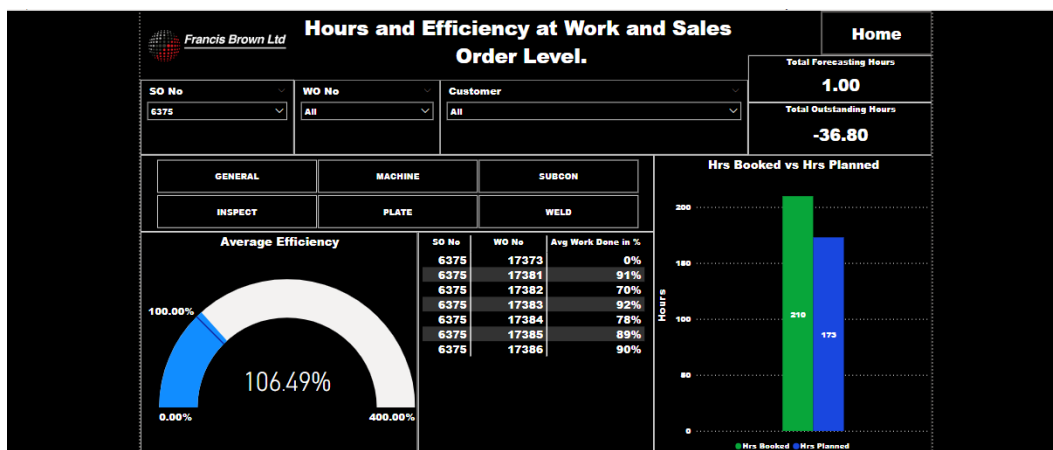 Francis Brown Ltd
Hours and Efficiency at Work and Sales
Order Level.
Home
Total Forecasting Hours
1.00
Total Outstanding Hours
-36.80
SO No
6375
WO No
All
Customer
All
GENERAL MACHINE SUBCON
INSPECT PLATE WELD
Average Efficiency
100.00%
106.49%
0.00% 400.00%
SO No WO No Avg Work Done in %
6375 17373 0%
6375 17381 91%
6375 17382 70%
6375 17383 92%
6375 17384 78%
6375 17385 89%
6375 17386 90%
Hrs Booked vs Hrs Planned
Hours
200
150
100
50
0
210
173
Hrs Booked Hrs Planned